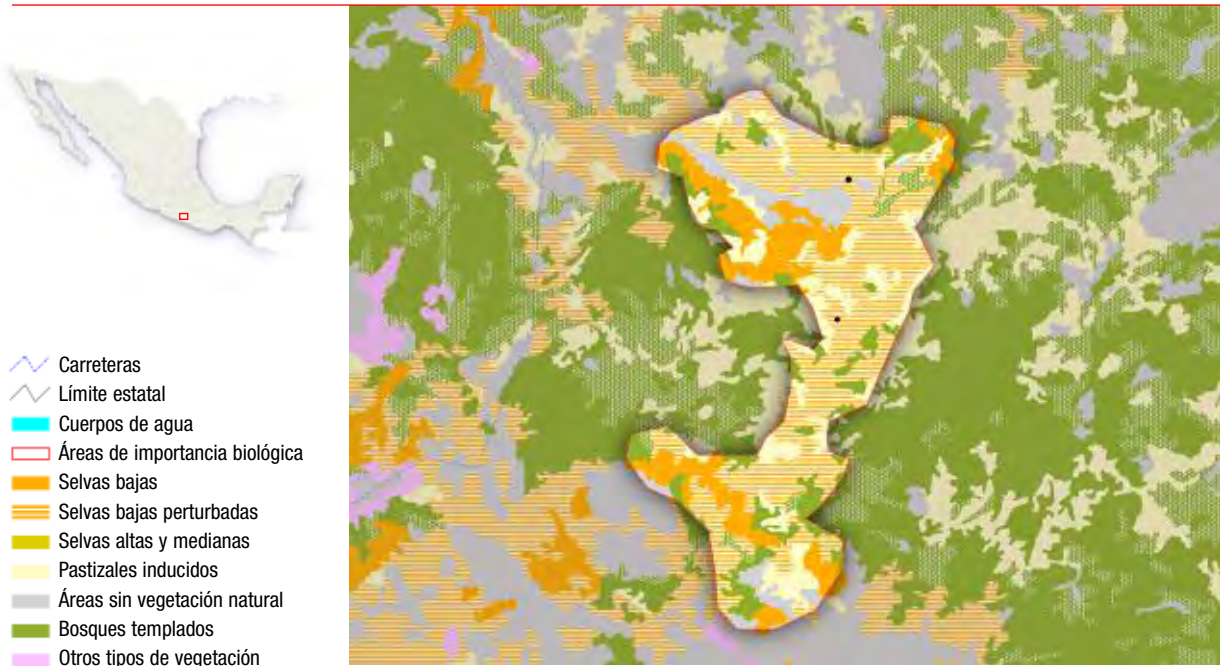 Carreteras
Límite estatal
Cuerpos de agua
Áreas de importancia biológica
Selvas bajas
Selvas bajas perturbadas
Selvas altas y medianas
Pastizales inducidos
Áreas sin vegetación natural
Bosques templados
Otros tipos de vegetación